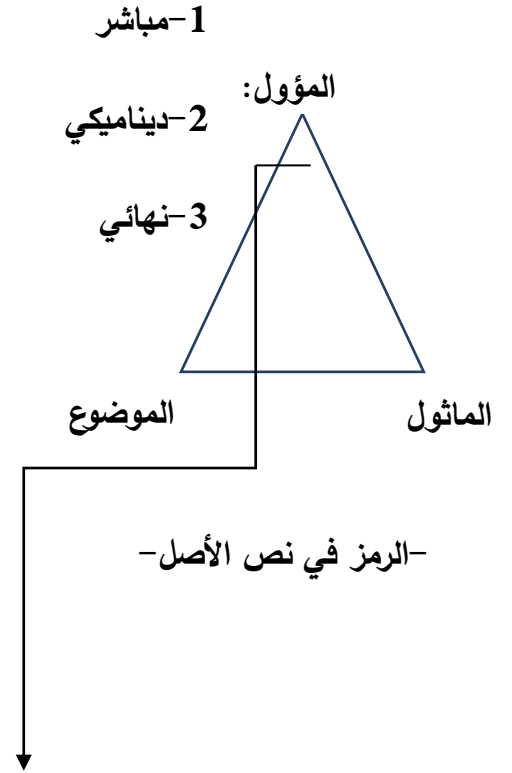 1-مباشر
المؤول:
2-ديناميكي
3-نهائي
الماثول
الموضوع
-الرمز في نص الأصل-